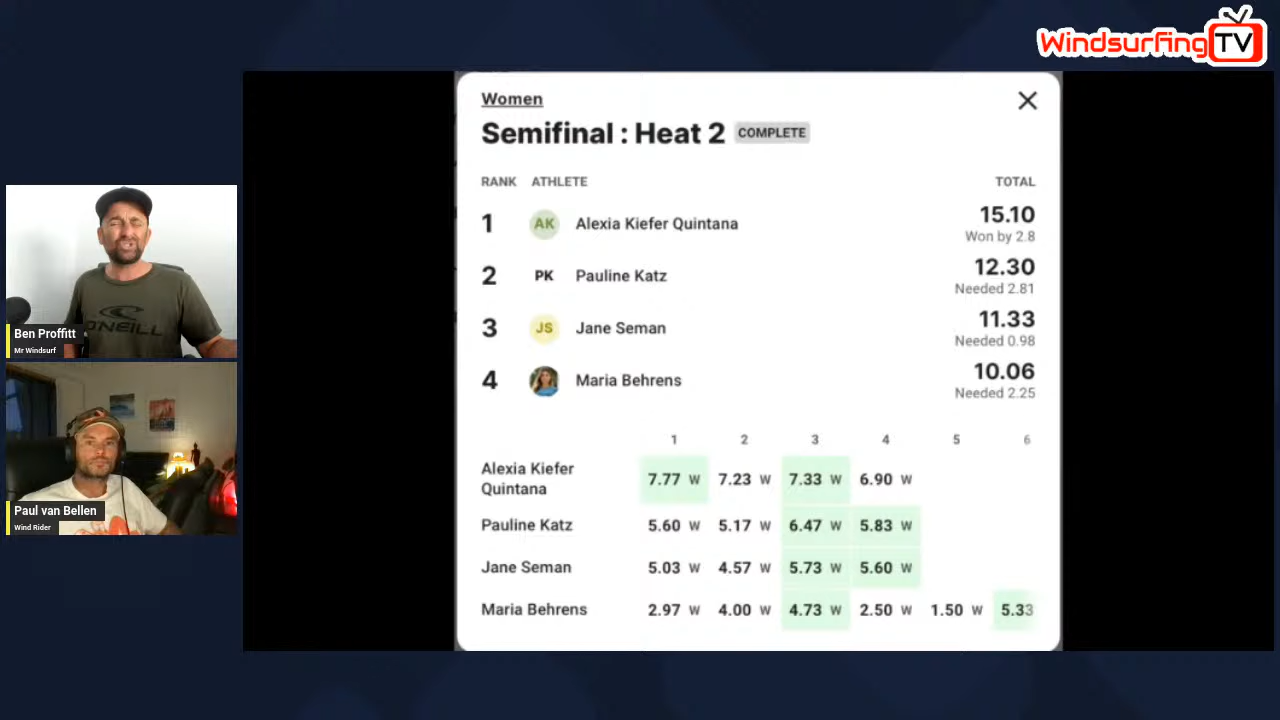 Windsurfing TV
Women
Semifinal : Heat 2 COMPLETE
RANK ATHLETE TOTAL
1 AK Alexia Kiefer Quintana 15.10
Won by 2.8
2 PK Pauline Katz 12.30
Needed 2.81
3 JS Jane Seman 11.33
Needed 0.98
4 Maria Behrens 10.06
Needed 2.25
1 2 3 4 5 6
Alexia Kiefer
Quintana
7.77 W 7.23 W 7.33 W 6.90 W
Pauline Katz 5.60 W 5.17 W 6.47 W 5.83 W
Jane Seman 5.03 W 4.57 W 5.73 W 5.60 W
Maria Behrens 2.97 W 4.00 W 4.73 W 2.50 W 1.50 W 5.33
O'NEILL
Ben Proffitt
Mr Windsurf
Paul van Bellen
Wind Rider